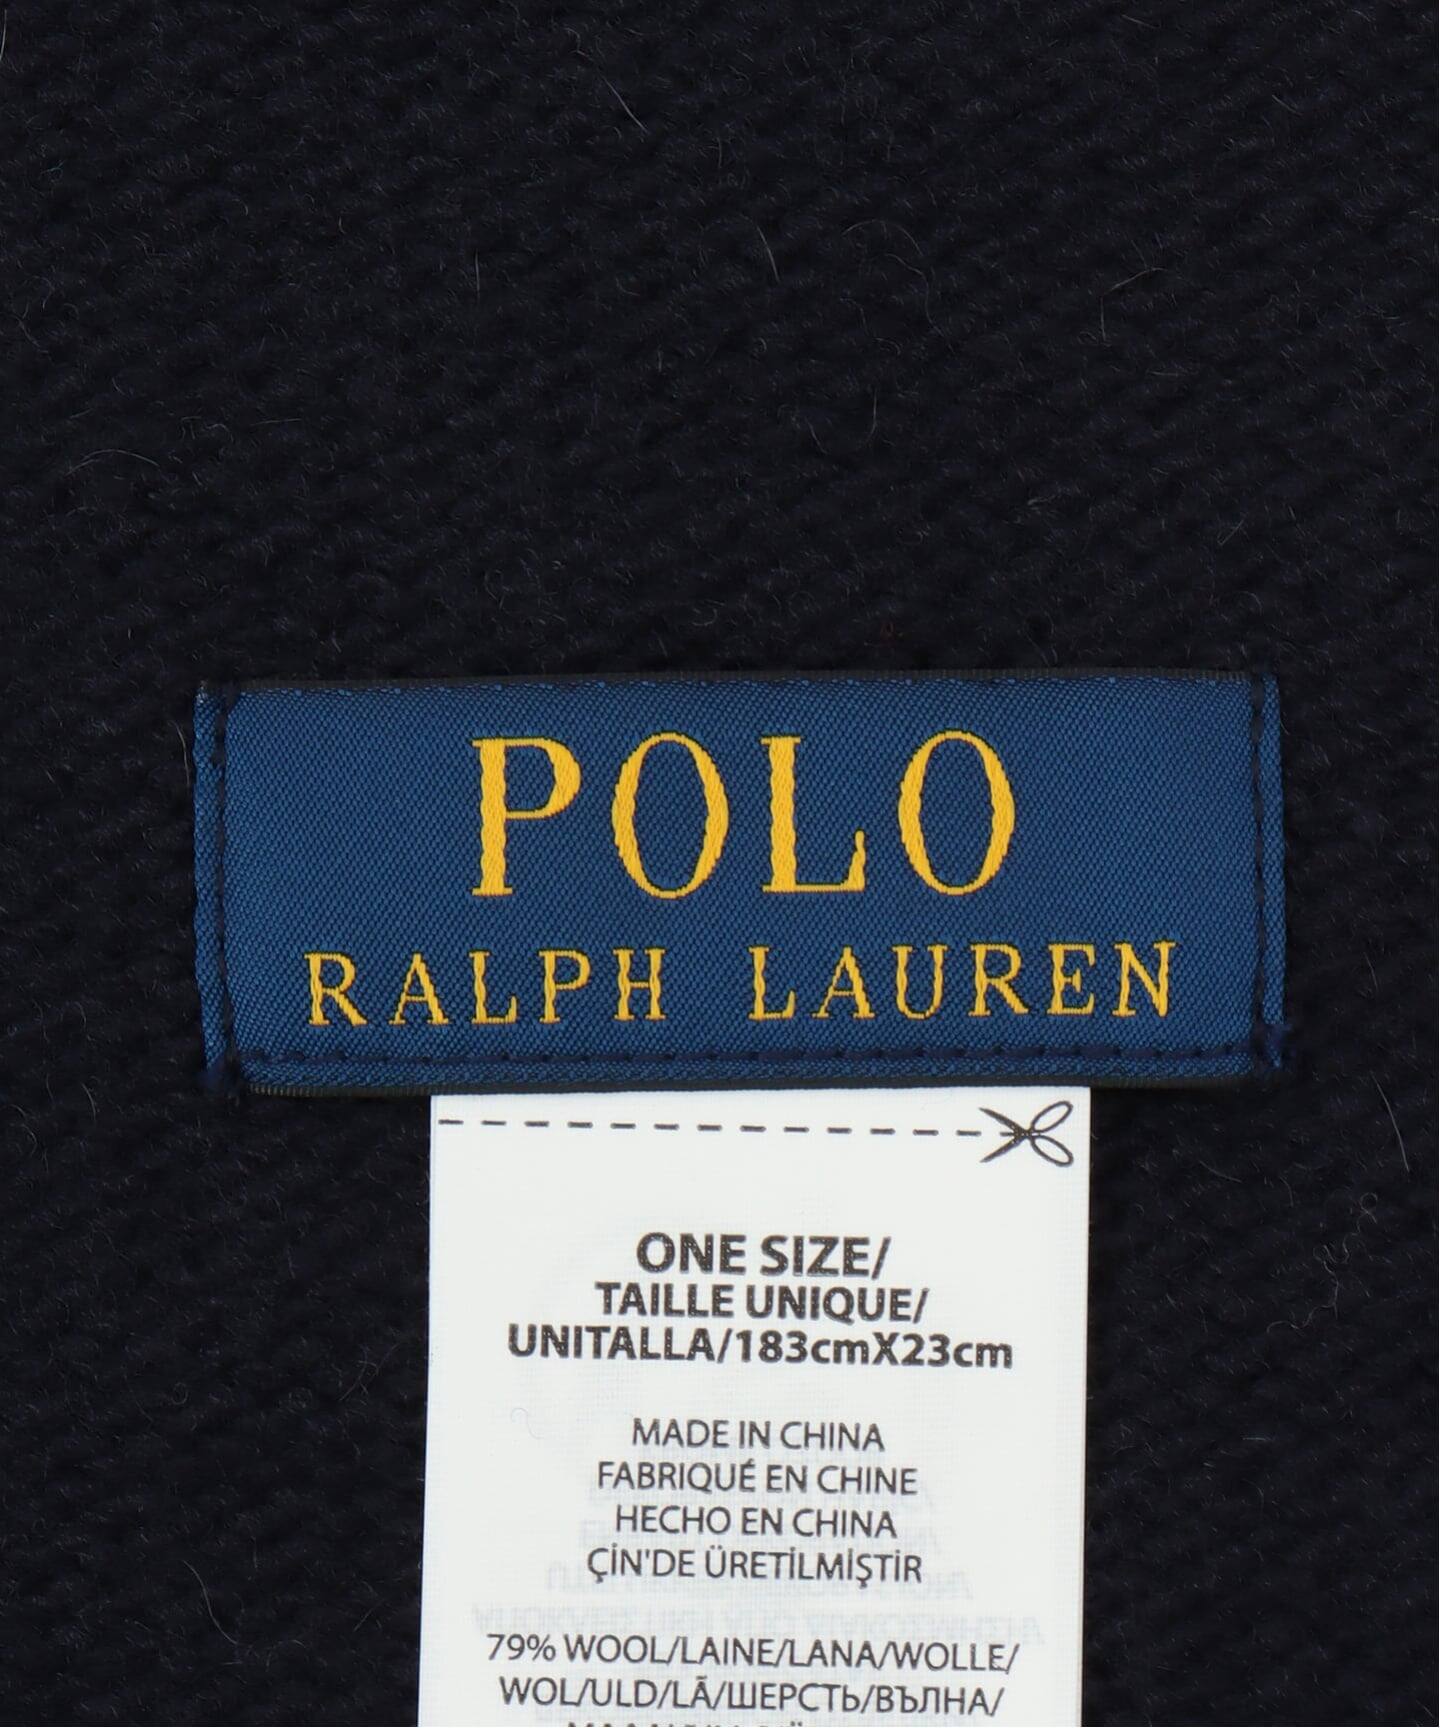 POLO
RALPH LAUREN
ONE SIZE/
TAILLE UNIQUE/
UNITALLA/183cmX23cm
MADE IN CHINA
FABRIQUÉ EN CHINE
HECHO EN CHINA
ÇİN'DE ÜRETİLMİŞTİR
79% WOOL/LAINE/LANA/WOLLE/
WOL/ULD/LÃ/ШЕРСТЬ/ВЪЛНА/